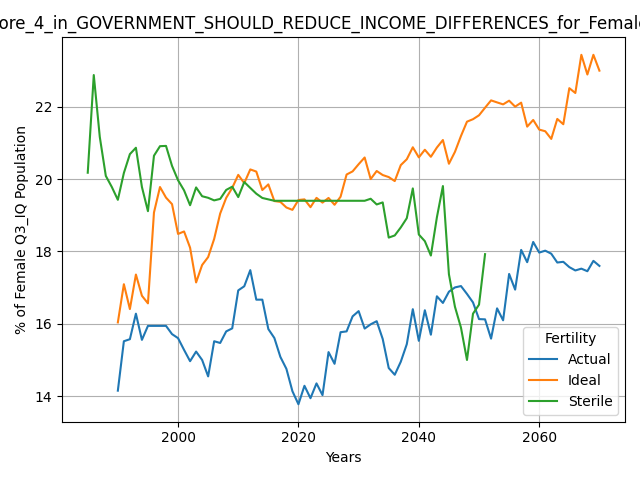 ore_4_in_GOVERNMENT_SHOULD_REDUCE_INCOME_DIFFERENCES_for_Female
% of Female Q3_IQ Population
22
20
18
16
14
2000
2020
2040
2060
Years
Fertility
Actual
Ideal
Sterile